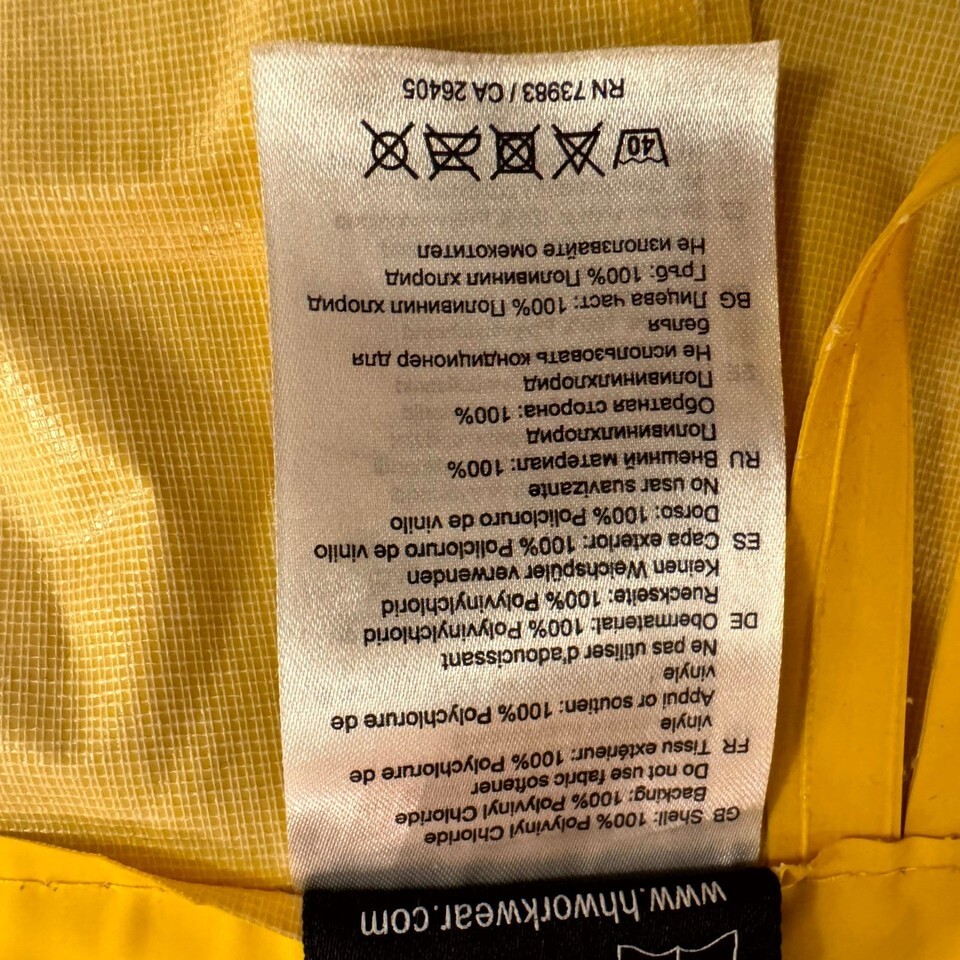 www.hhworkwear.com
GB Shell: 100% Polyvinyl Chloride
Backing: 100% Polyvinyl Chloride
Do not use fabric softener
FR Tissu extérieur: 100% Polychlorure de
vinyle
Appui or soutien: 100% Polychlorure de
vinyle
Ne pas utiliser d'adoucissant
DE Obermaterial: 100% Polyvinylchlorid
Rueckseite: 100% Polyvinylchlorid
Keinen Weichspüler verwenden
ES Capa exterior: 100% Policloruro de vinilo
Dorso: 100% Policloruro de vinilo
No usar suavizante
RU Внешний материал: 100%
Поливинилхлорид
Обратная сторона: 100%
Поливинилхлорид
Не использовать кондиционер для
белья
BG Лицева част: 100% Поливинил хлорид
Гръб: 100% Поливинил хлорид
Не използвайте омекотител
40
RN 73983 / CA 26405